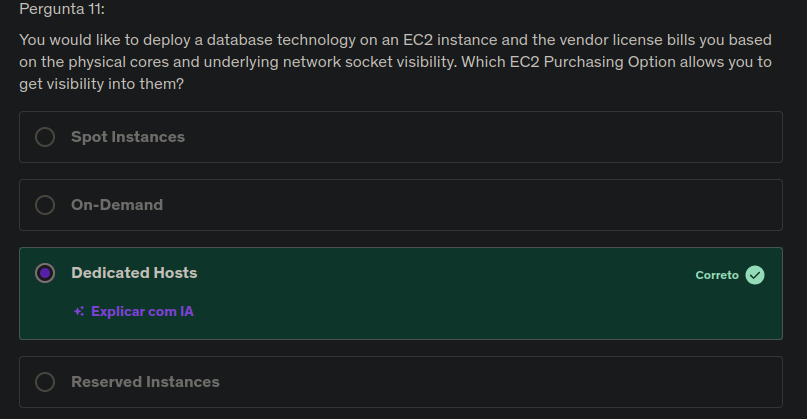 Pergunta 11:
You would like to deploy a database technology on an EC2 instance and the vendor license bills you based
on the physical cores and underlying network socket visibility. Which EC2 Purchasing Option allows you to
get visibility into them?
Spot Instances
On-Demand
Dedicated Hosts
Correto
Explicar com IA
Reserved Instances